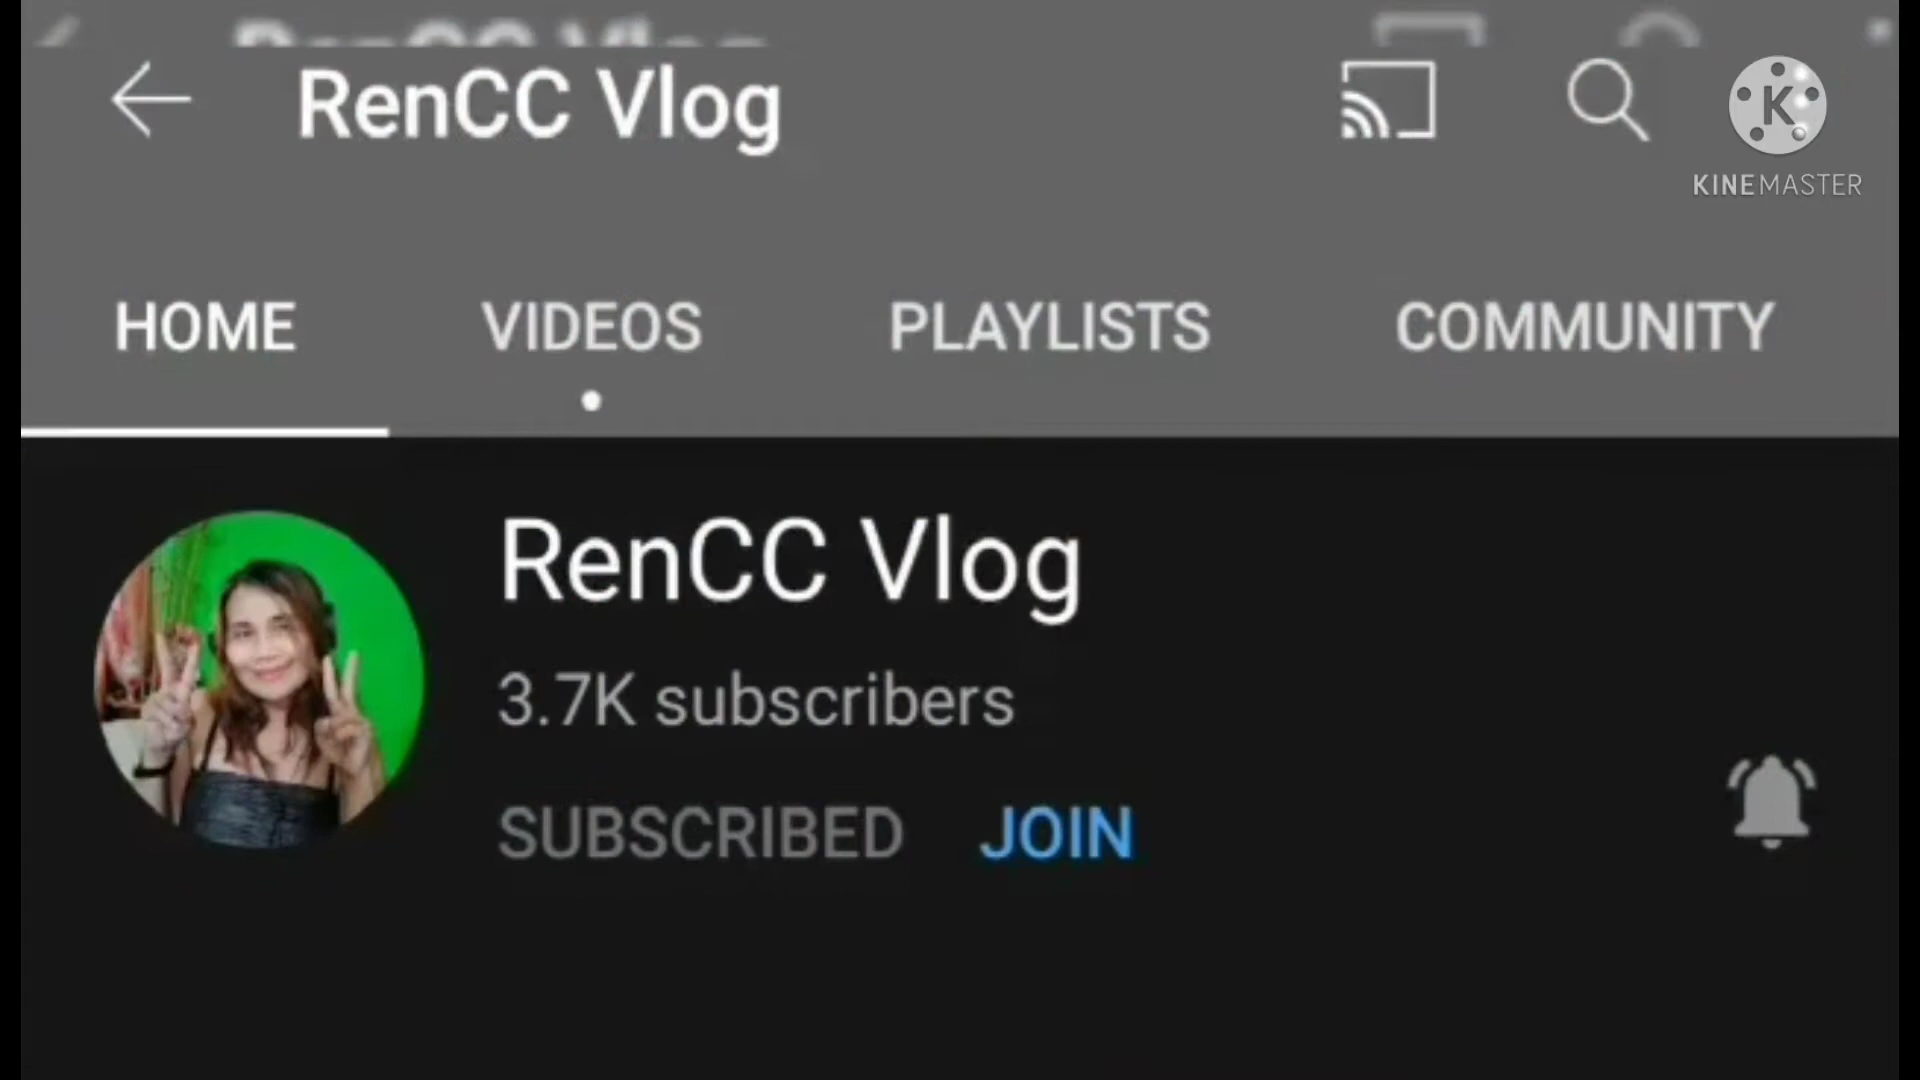 RenCC Vlog
K
KINEMASTER
HOME VIDEOS PLAYLISTS COMMUNITY
RenCC Vlog
3.7K subscribers
SUBSCRIBED JOIN